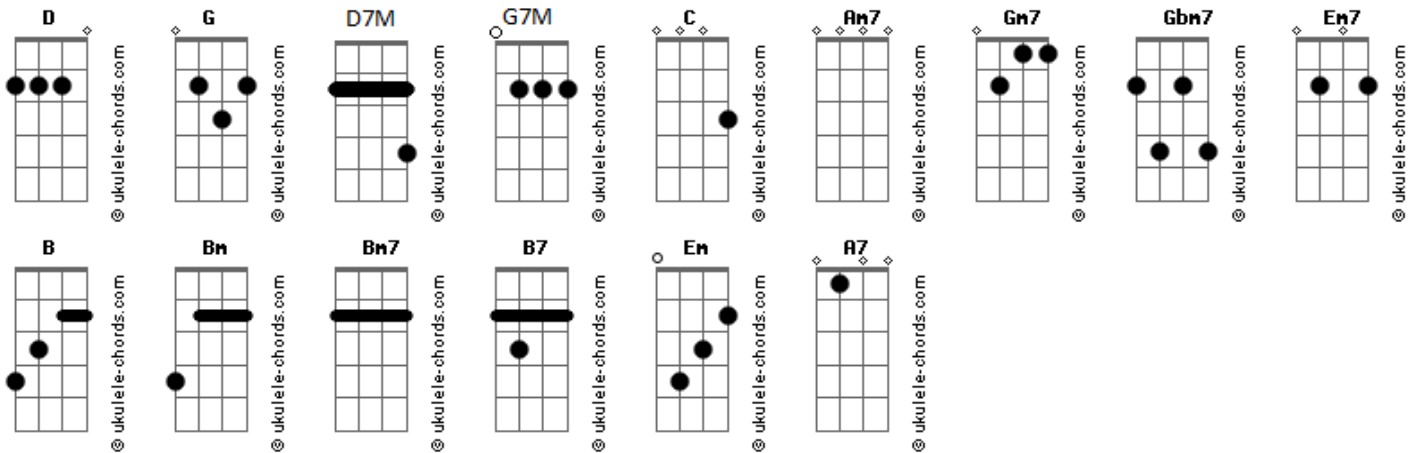 D G D7M G7M C Am7 Gm7 Gbm7 Em7
© ukulele-chords.com © ukulele-chords.com © ukulele-chords.com © ukulele-chords.com © ukulele-chords.com © ukulele-chords.com © ukulele-chords.com © ukulele-chords.com © ukulele-chords.com
B Bm Bm7 B7 Em A7
© ukulele-chords.com © ukulele-chords.com © ukulele-chords.com © ukulele-chords.com © ukulele-chords.com © ukulele-chords.com